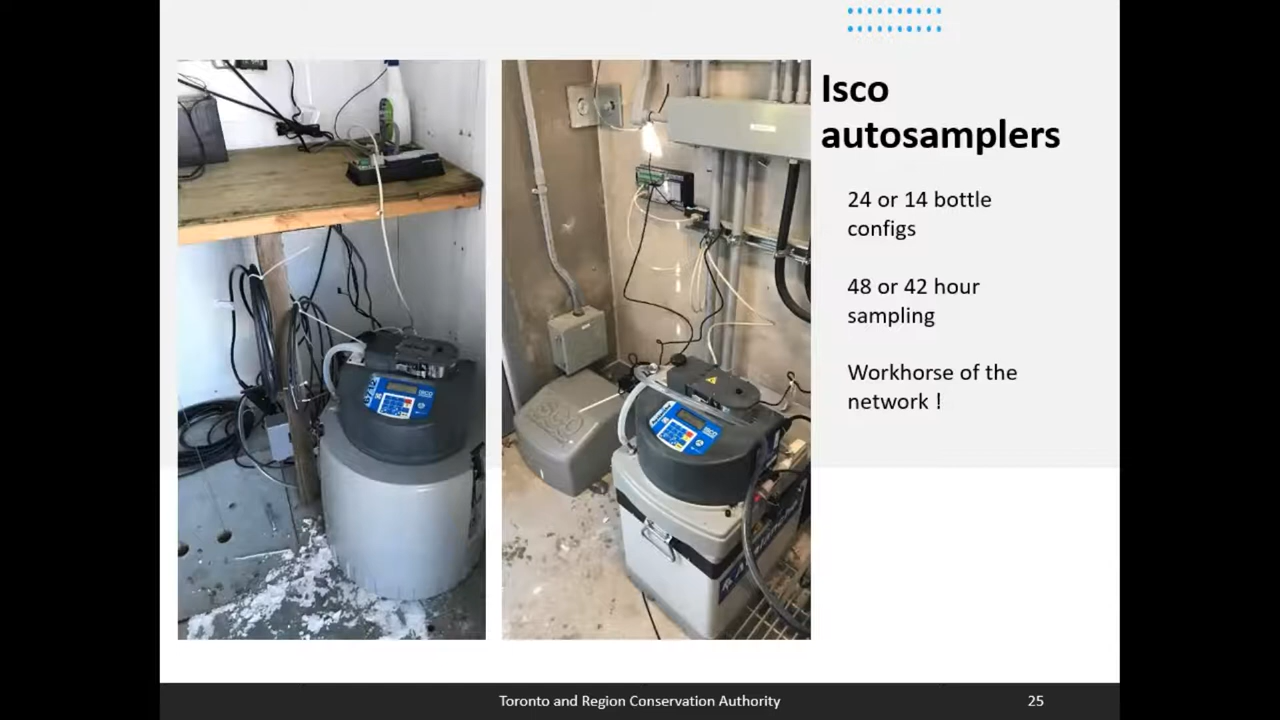 Isco
autosamplers
24 or 14 bottle
configs
48 or 42 hour
sampling
Workhorse of the
network !
ISCO
Toronto and Region Conservation Authority
25